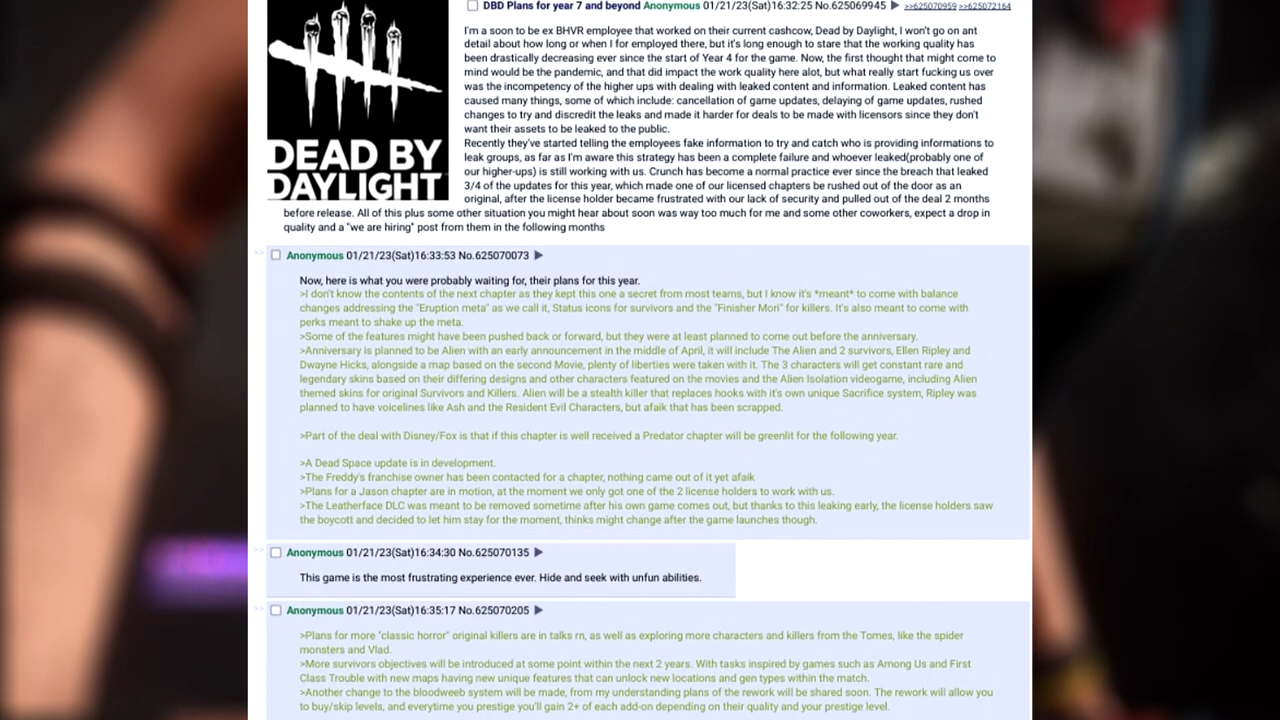 DBD Plans for year 7 and beyond Anonymous 01/21/23(Sat)16:32:25 No.625069945 ▶ >>625070959 >>625072164
I'm a soon to be ex BHVR employee that worked on their current cashcow, Dead by Daylight, I won't go on ant
detail about how long or when I for employed there, but it's long enough to stare that the working quality has
been drastically decreasing ever since the start of Year 4 for the game. Now, the first thought that might come to
mind would be the pandemic, and that did impact the work quality here alot, but what really start fucking us over
was the incompetency of the higher ups with dealing with leaked content and information. Leaked content has
caused many things, some of which include: cancellation of game updates, delaying of game updates, rushed
changes to try and discredit the leaks and made it harder for deals to be made with licensors since they don't
want their assets to be leaked to the public.
Recently they've started telling the employees fake information to try and catch who is providing informations to
leak groups, as far as I'm aware this strategy has been a complete failure and whoever leaked(probably one of
our higher-ups) is still working with us. Crunch has become a normal practice ever since the breach that leaked
3/4 of the updates for this year, which made one of our licensed chapters be rushed out of the door as an
original, after the license holder became frustrated with our lack of security and pulled out of the deal 2 months
before release. All of this plus some other situation you might hear about soon was way too much for me and some other coworkers, expect a drop in
quality and a "we are hiring" post from them in the following months
DEAD BY
DAYLIGHT
>> Anonymous 01/21/23(Sat)16:33:53 No.625070073 ▶
Now, here is what you were probably waiting for, their plans for this year.
>I don't know the contents of the next chapter as they kept this one a secret from most teams, but I know it's *meant* to come with balance
changes addressing the "Eruption meta" as we call it, Status icons for survivors and the "Finisher Mori" for killers. It's also meant to come with
perks meant to shake up the meta.
>Some of the features might have been pushed back or forward, but they were at least planned to come out before the anniversary.
>Anniversary is planned to be Alien with an early announcement in the middle of April, it will include The Alien and 2 survivors, Ellen Ripley and
Dwayne Hicks, alongside a map based on the second Movie, plenty of liberties were taken with it. The 3 characters will get constant rare and
legendary skins based on their differing designs and other characters featured on the movies and the Alien Isolation videogame, including Alien
themed skins for original Survivors and Killers. Alien will be a stealth killer that replaces hooks with it's own unique Sacrifice system, Ripley was
planned to have voicelines like Ash and the Resident Evil Characters, but afaik that has been scrapped.
>Part of the deal with Disney/Fox is that if this chapter is well received a Predator chapter will be greenlit for the following year.
>A Dead Space update is in development.
>The Freddy's franchise owner has been contacted for a chapter, nothing came out of it yet afaik
>Plans for a Jason chapter are in motion, at the moment we only got one of the 2 license holders to work with us.
>The Leatherface DLC was meant to be removed sometime after his own game comes out, but thanks to this leaking early, the license holders saw
the boycott and decided to let him stay for the moment, thinks might change after the game launches though.
>> Anonymous 01/21/23(Sat)16:34:30 No.625070135 ▶
This game is the most frustrating experience ever. Hide and seek with unfun abilities.
>> Anonymous 01/21/23(Sat)16:35:17 No.625070205 ▶
>Plans for more "classic horror" original killers are in talks rn, as well as exploring more characters and killers from the Tomes, like the spider
monsters and Vlad.
>More survivors objectives will be introduced at some point within the next 2 years. With tasks inspired by games such as Among Us and First
Class Trouble with new maps having new unique features that can unlock new locations and gen types within the match.
>Another change to the bloodweeb system will be made, from my understanding plans of the rework will be shared soon. The rework will allow you
to buy/skip levels, and everytime you prestige you'll gain 2+ of each add-on depending on their quality and your prestige level.